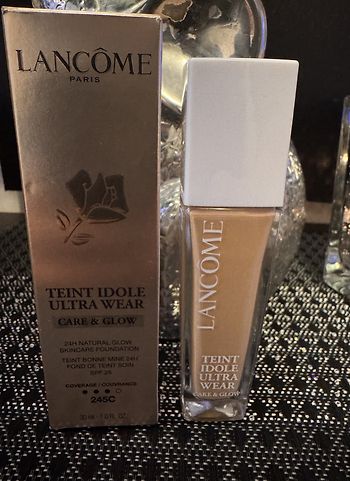 LANCÔME
PARIS
TEINT IDOLE
ULTRA WEAR
CARE & GLOW
24H NATURAL GLOW
SKINCARE FOUNDATION
TEINT BONNE MINE 24H
FOND DE TEINT SOIN
SPF 25
COVERAGE / COUVRANCE
245C
30 ml - 1.0 FL. OZ.
LANCÔME
TEINT
IDOLE
ULTRA
WEAR
CARE & GLOW